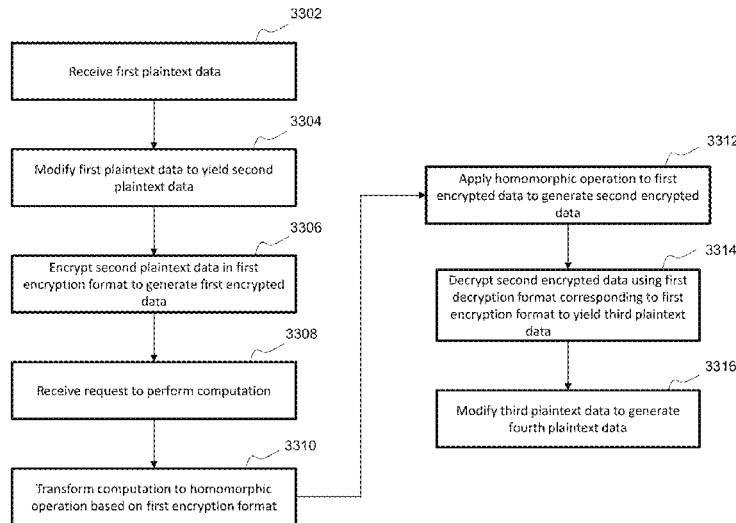 3302
Receive first plaintext data
3304
Modify first plaintext data to yield second
plaintext data
3306
Encrypt second plaintext data in first
encryption format to generate first encrypted
data
3308
Receive request to perform computation
3310
Transform computation to homomorphic
operation based on first encryption format
3312
Apply homomorphic operation to first
encrypted data to generate second encrypted
data
3314
Decrypt second encrypted data using first
decryption format corresponding to first
encryption format to yield third plaintext
data
3316
Modify third plaintext data to generate
fourth plaintext data